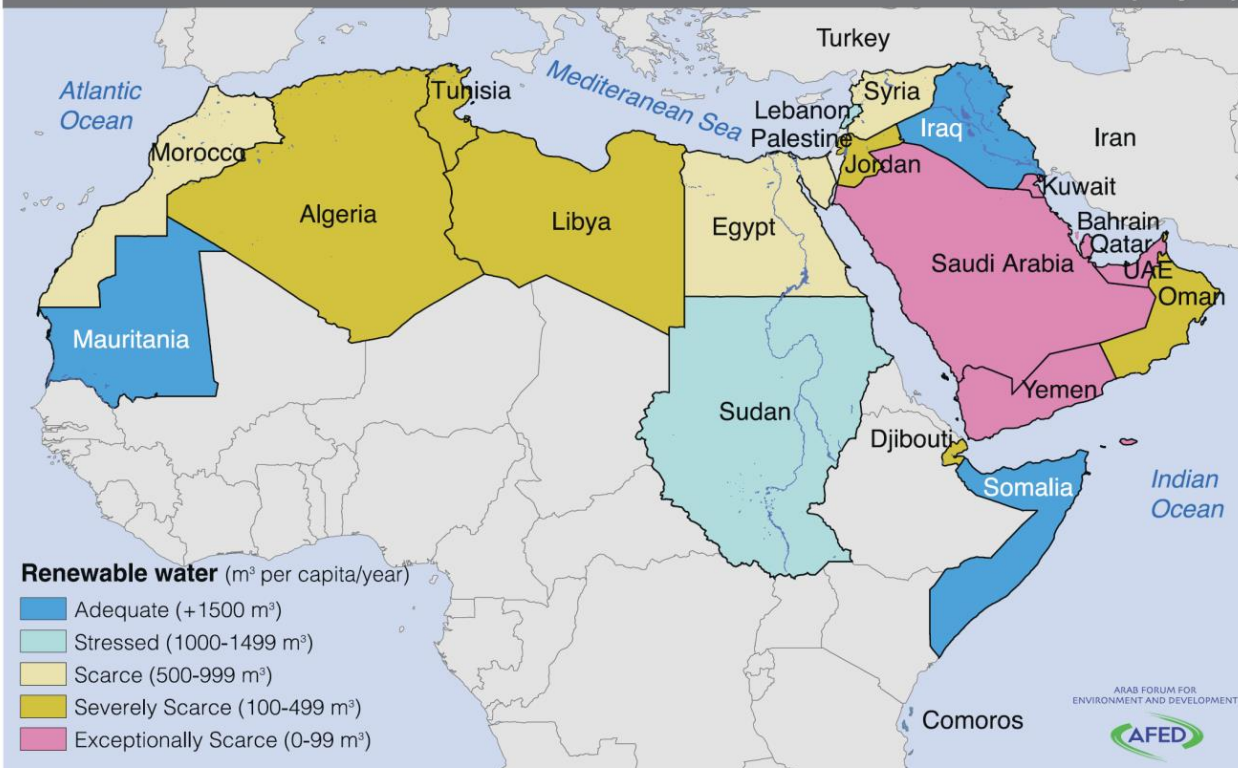 Turkey
Atlantic
Ocean
Mediteranean Sea
Tunisia
Syria
Lebanon
Palestine
Iraq
Iran
Morocco
Jordan
Kuwait
Algeria
Libya
Egypt
Bahrain
Qatar
Saudi Arabia
UAE
Oman
Mauritania
Yemen
Sudan
Djibouti
Somalia
Indian
Ocean
Renewable water (m³ per capita/year)
Adequate (+1500 m³)
Stressed (1000-1499 m³)
Scarce (500-999 m³)
Severely Scarce (100-499 m³)
Exceptionally Scarce (0-99 m³)
Comoros
ARAB FORUM FOR
ENVIRONMENT AND DEVELOPMENT
AFED